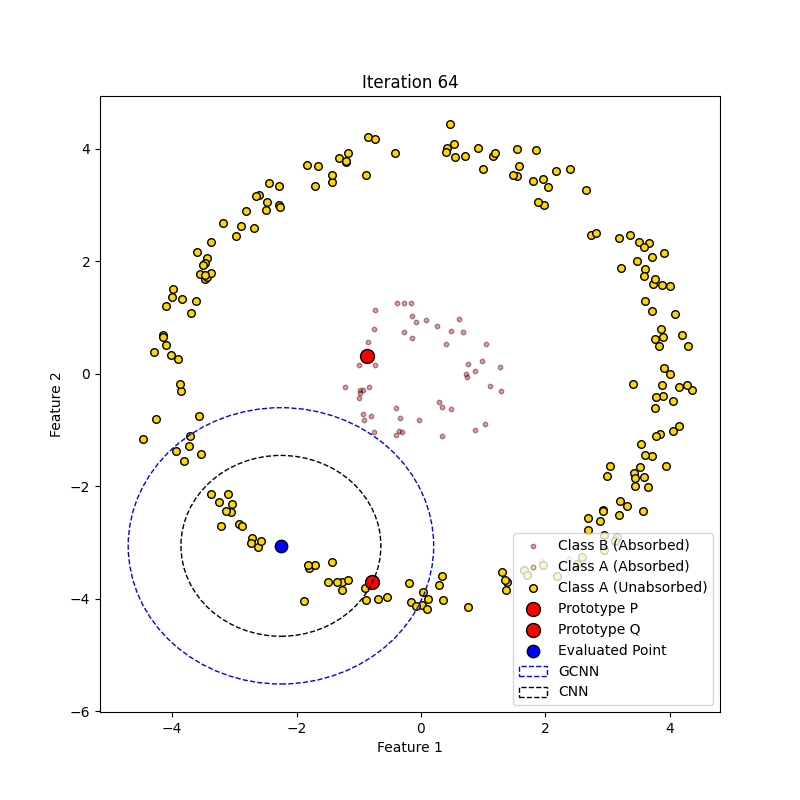 Iteration 64
4
2
0
−2
−4
−6
Feature 2
−4
−2
0
2
4
Feature 1
Class B (Absorbed)
Class A (Absorbed)
Class A (Unabsorbed)
Prototype P
Prototype Q
Evaluated Point
GCNN
CNN